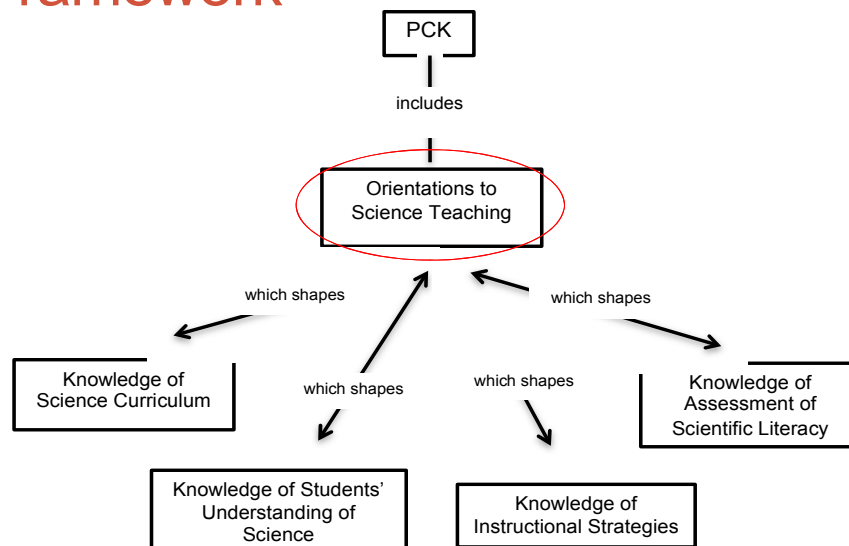 ramework
PCK
includes
Orientations to
Science Teaching
which shapes
which shapes
which shapes
which shapes
Knowledge of
Science Curriculum
Knowledge of
Assessment of
Scientific Literacy
Knowledge of Students’
Understanding of
Science
Knowledge of
Instructional Strategies